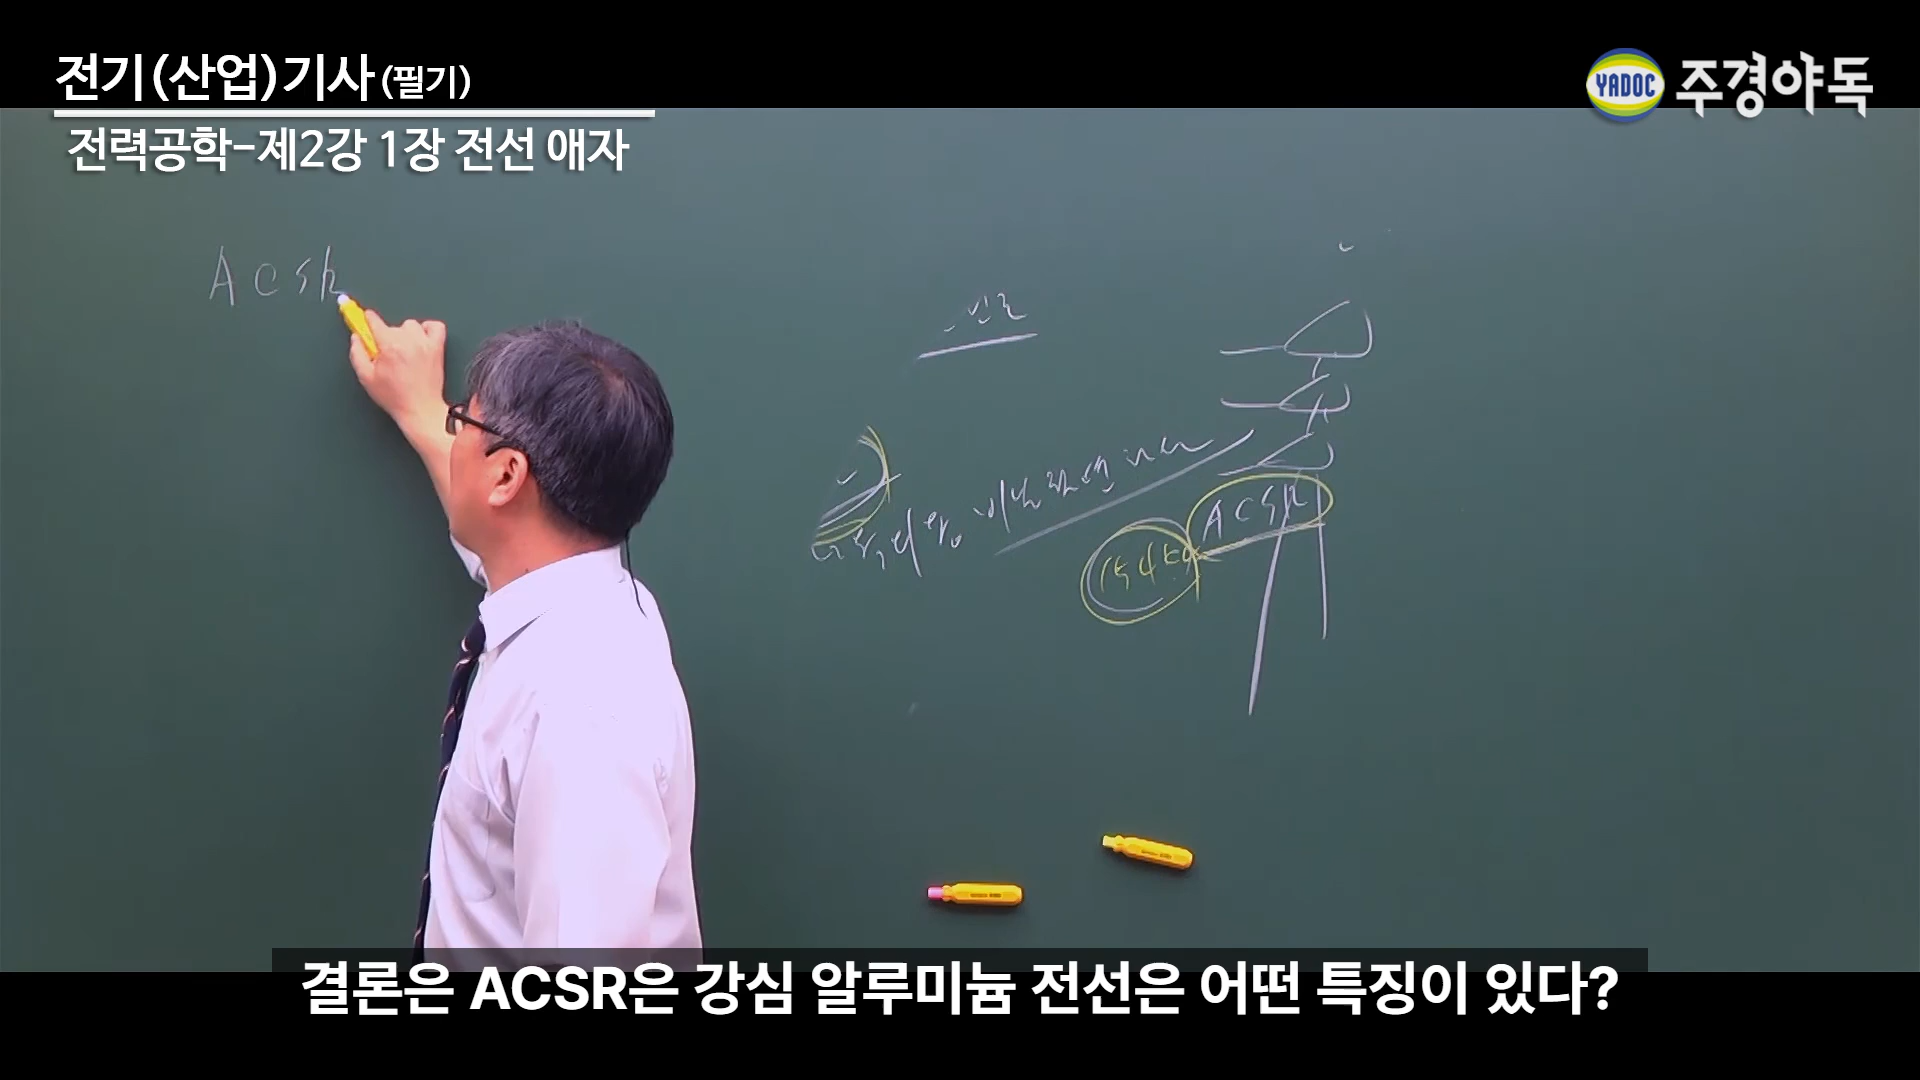 전기(산업)기사(필기)
YADOC 주경야독
전력공학-제2강 1장 전선 애자
ACSR
ACSR
154kV
결론은 ACSR은 강심 알루미늄 전선은 어떤 특징이 있다?